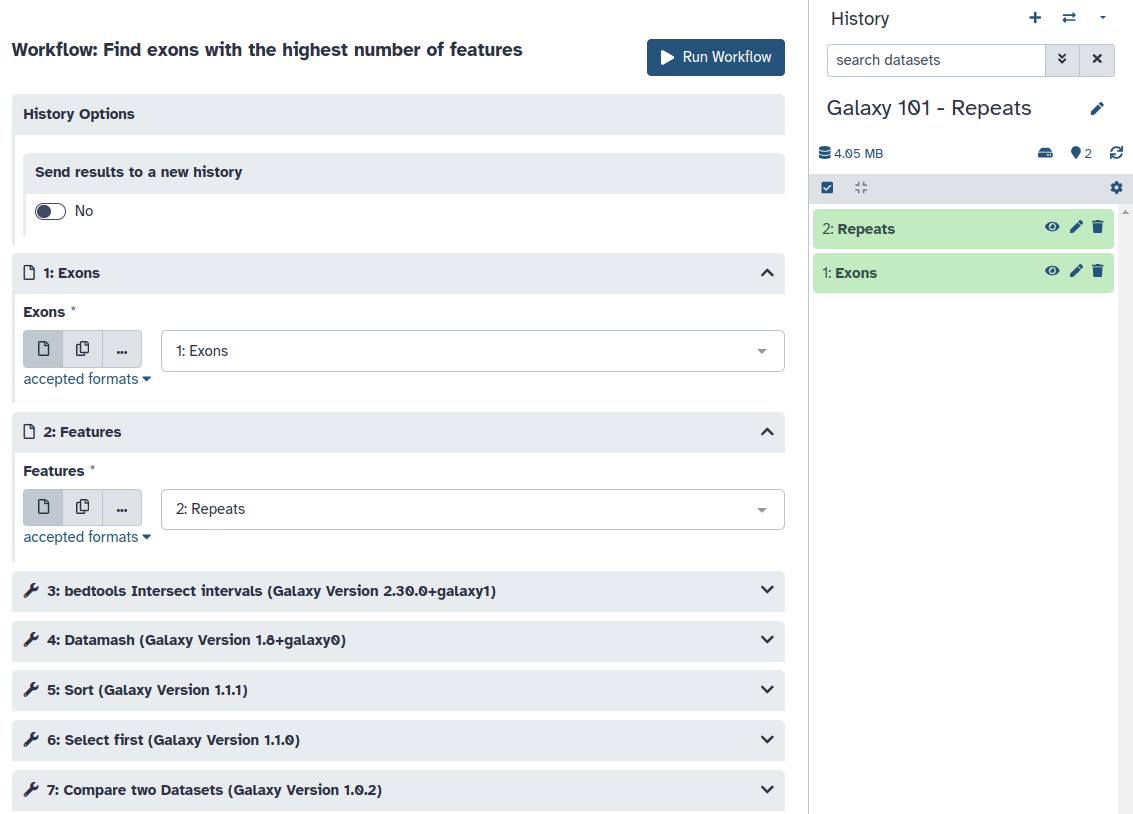 Workflow: Find exons with the highest number of features
Run Workflow
History Options
Send results to a new history
No
1: Exons
Exons *
...
1: Exons
accepted formats
2: Features
Features *
...
2: Repeats
accepted formats
3: bedtools Intersect intervals (Galaxy Version 2.30.0+galaxy1)
4: Datamash (Galaxy Version 1.8+galaxy0)
5: Sort (Galaxy Version 1.1.1)
6: Select first (Galaxy Version 1.1.0)
7: Compare two Datasets (Galaxy Version 1.0.2)
History
search datasets
Galaxy 101 - Repeats
4.05 MB
2
2: Repeats
1: Exons